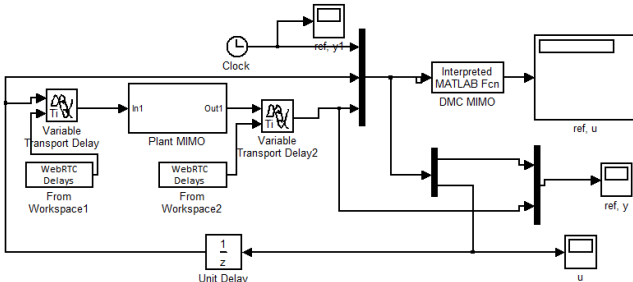 ref, y1
Clock
Interpreted
MATLAB Fcn
DMC MIMO
ref, u
Ti
Variable
Transport Delay
In1
Out1
Plant MIMO
Ti
Variable
Transport Delay2
WebRTC
Delays
From
Workspace1
WebRTC
Delays
From
Workspace2
ref, y
1
z
Unit Delay
u